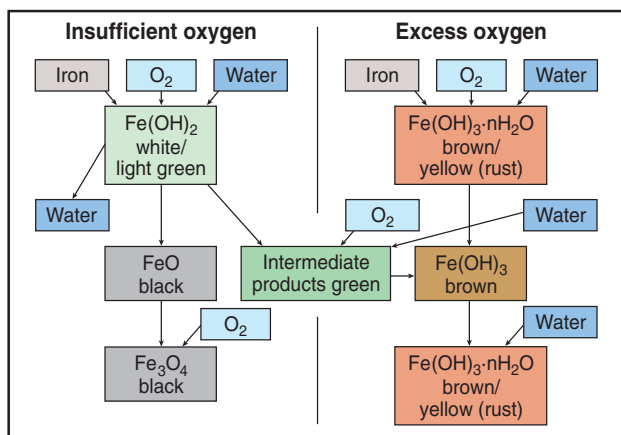 Insufficient oxygen
Excess oxygen
Iron
O₂
Water
Iron
O₂
Water
Fe(OH)₂
white/
light green
Fe(OH)₃·nH₂O
brown/
yellow (rust)
Water
O₂
Water
FeO
black
Intermediate
products green
Fe(OH)₃
brown
O₂
Water
Fe₃O₄
black
Fe(OH)₃·nH₂O
brown/
yellow (rust)